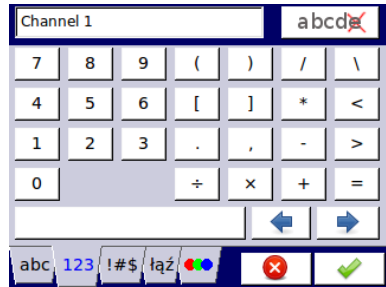 Channel 1 abcde
7 8 9 ( ) / \
4 5 6 [ ] * <
1 2 3 . , - >
0 ÷ × + =
abc 123 !#$ łąź